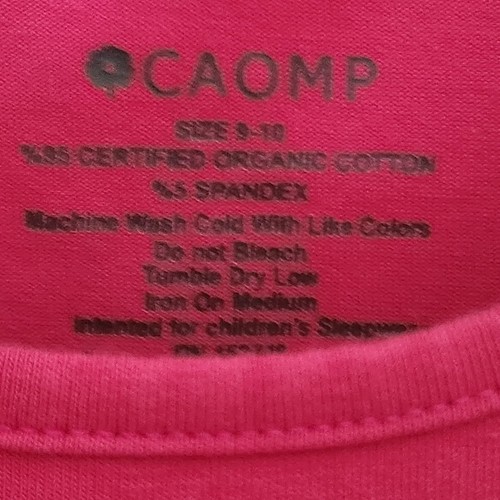 CAOMP
SIZE 9-10
%95 CERTIFIED ORGANIC COTTON
%5 SPANDEX
Machine Wash Cold With Like Colors
Do not Bleach
Tumble Dry Low
Iron On Medium
intented for children's